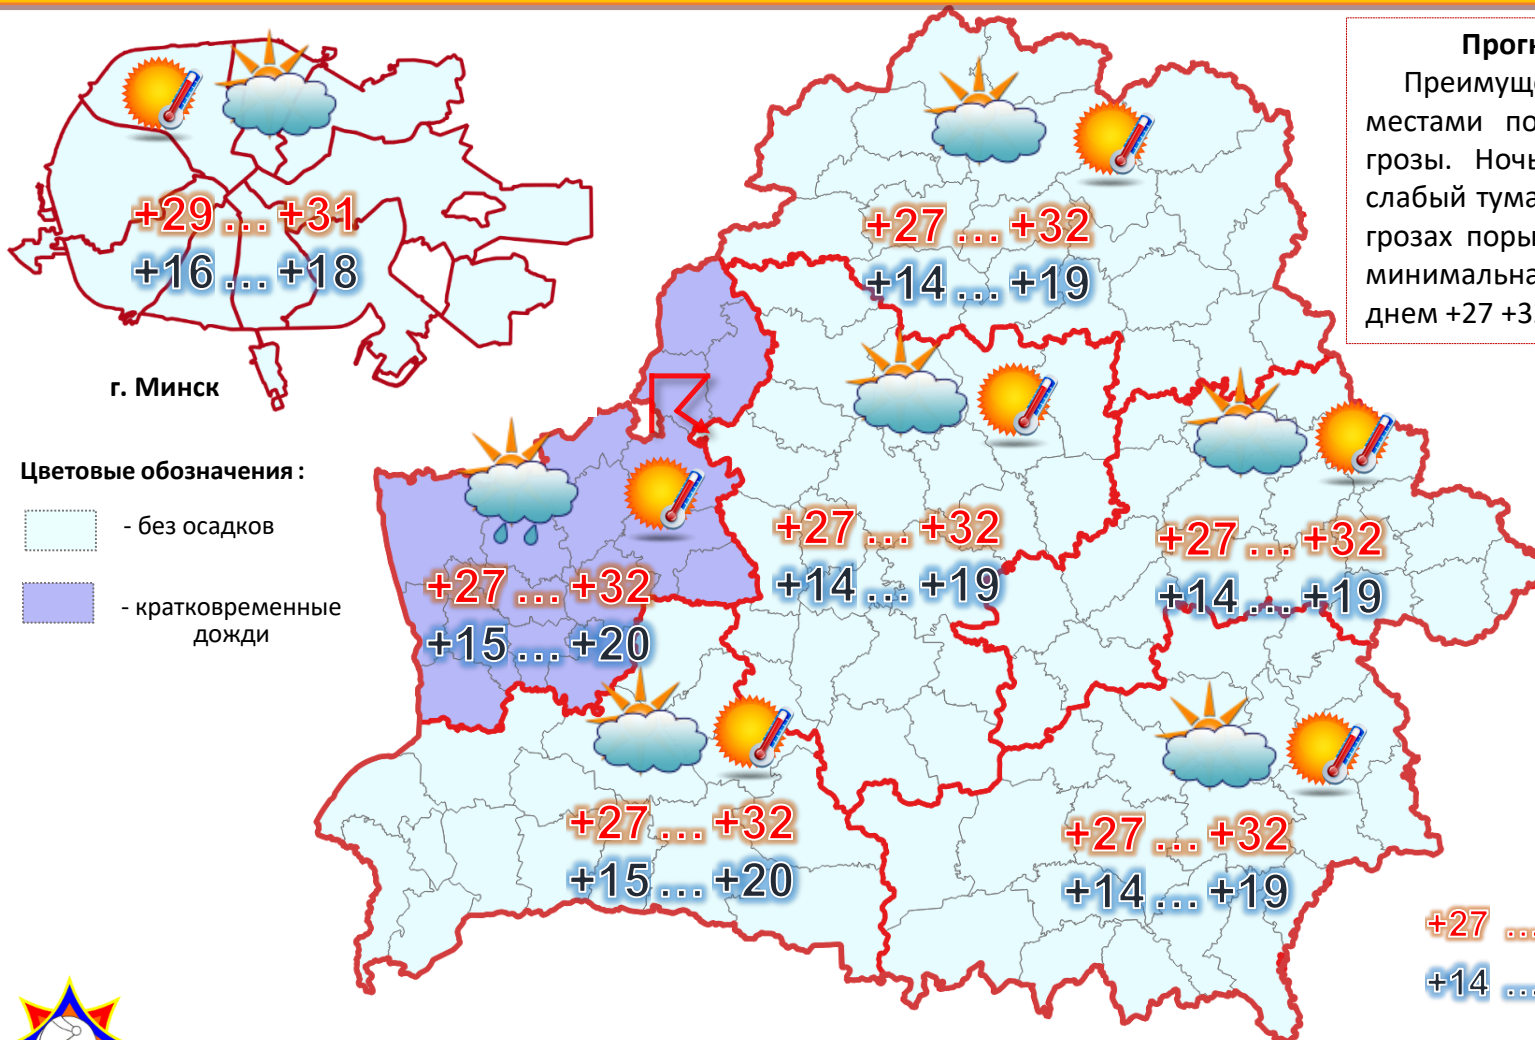 Прогн
Преимуще
местами по
грозы. Ночь
слабый тума
грозах поры
минимальна
днем +27 +3
+29 ... +31
+16 ... +18
г. Минск
Цветовые обозначения :
- без осадков
- кратковременные
дожди
+27 ... +32
+14 ... +19
+27 ... +32
+14 ... +19
+27 ... +32
+14 ... +19
+27 ... +32
+15 ... +20
+27 ... +32
+15 ... +20
+27 ... +32
+14 ... +19
+27 ...
+14 ...